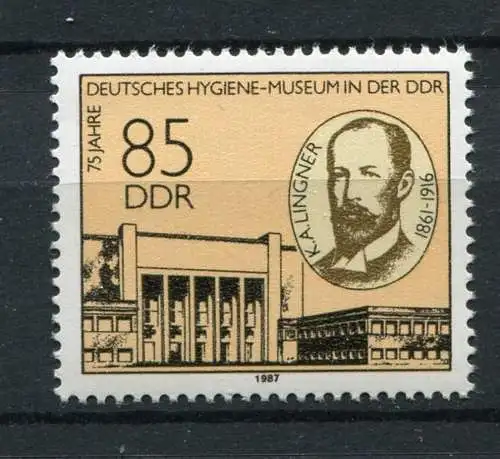 DEUTSCHES HYGIENE-MUSEUM IN DER DDR
75 JAHRE
85
DDR
K.A. LINGNER
1861-1916
1987